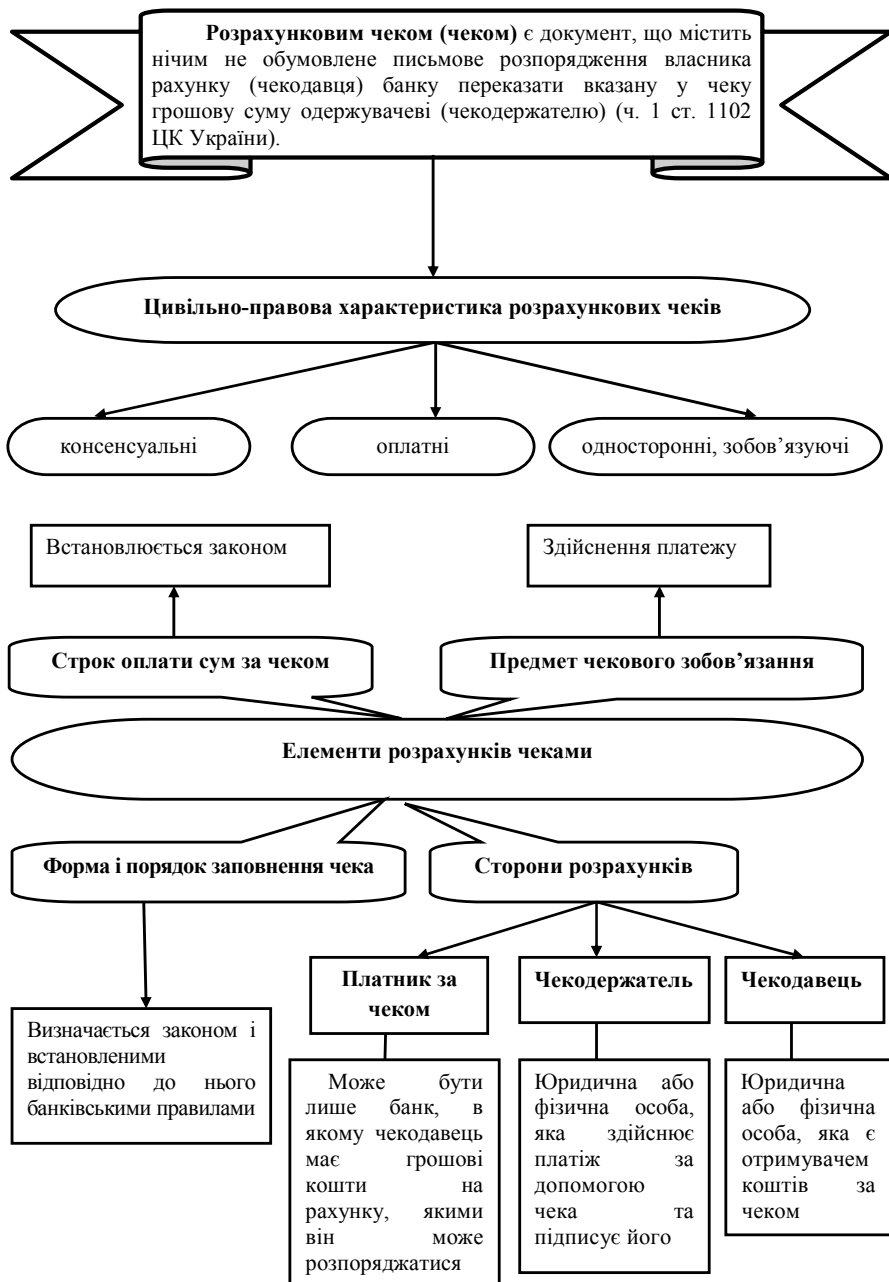 Розрахунковим чеком (чеком) є документ, що містить
нічим не обумовлене письмове розпорядження власника
рахунку (чекодавця) банку переказати вказану у чеку
грошову суму одержувачеві (чекодержателю) (ч. 1 ст. 1102
ЦК України).
Цивільно-правова характеристика розрахункових чеків
консенсуальні
оплатні
односторонні, зобов’язуючі
Встановлюється законом
Здійснення платежу
Строк оплати сум за чеком
Предмет чекового зобов’язання
Елементи розрахунків чеками
Форма і порядок заповнення чека
Сторони розрахунків
Визначається законом і
встановленими
відповідно до нього
банківськими правилами
Платник за
чеком
Може бути
лише банк, в
якому чекодавець
має грошові
кошти на
рахунку, якими
він може
розпоряджатися
Чекодержатель
Юридична або
фізична особа,
яка здійснює
платіж за
допомогою
чека та
підписує його
Чекодавець
Юридична
або фізична
особа, яка є
отримувачем
коштів за
чеком